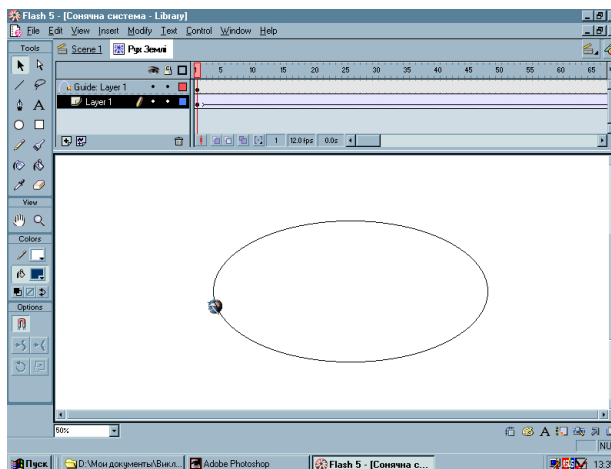 Flash 5 - [Сонячна система - Library]
File Edit View Insert Modify Text Control Window Help
Tools
Scene 1 Рух Землі
1 5 10 15 20 25 30 35 40 45 50 55 60 65
Guide: Layer 1
Layer 1
1 12.0 fps 0.0s
View
Colors
Options
50%
NU
Пуск D:\Мои документы\Викл... Adobe Photoshop Flash 5 - [Сонячна с...